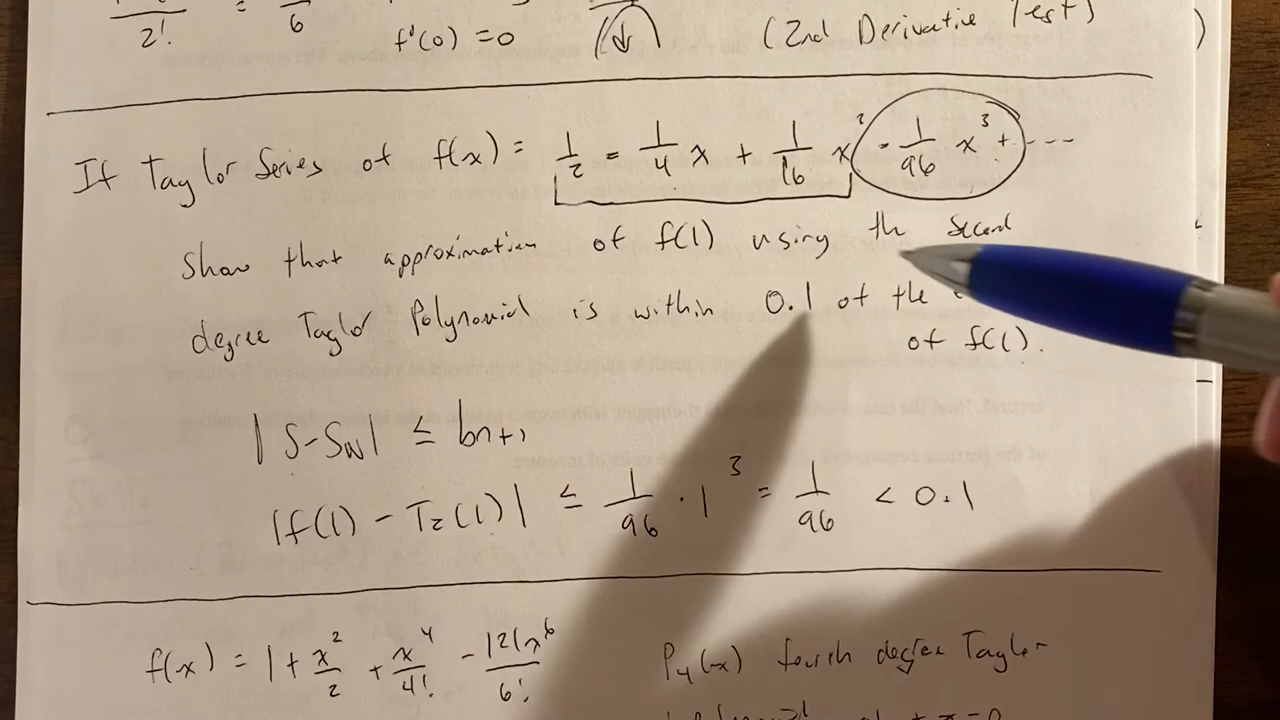 2! = 6 f'(0) = 0 (2nd Derivative Test)
If Taylor Series of f(x) = 1/2 - 1/4 x + 1/16 x² - 1/96 x³ + ---
Show that approximation of f(1) using the second
degree Taylor Polynomial is within 0.1 of the
of f(1).
|S-S_N| ≤ bn+1
|f(1) - T₂(1)| ≤ 1/96 · 1³ = 1/96 < 0.1
f(x) = 1 + x²/2 + x⁴/4! - 121x⁶/6! P₄(x) fourth degree Taylor
x=0